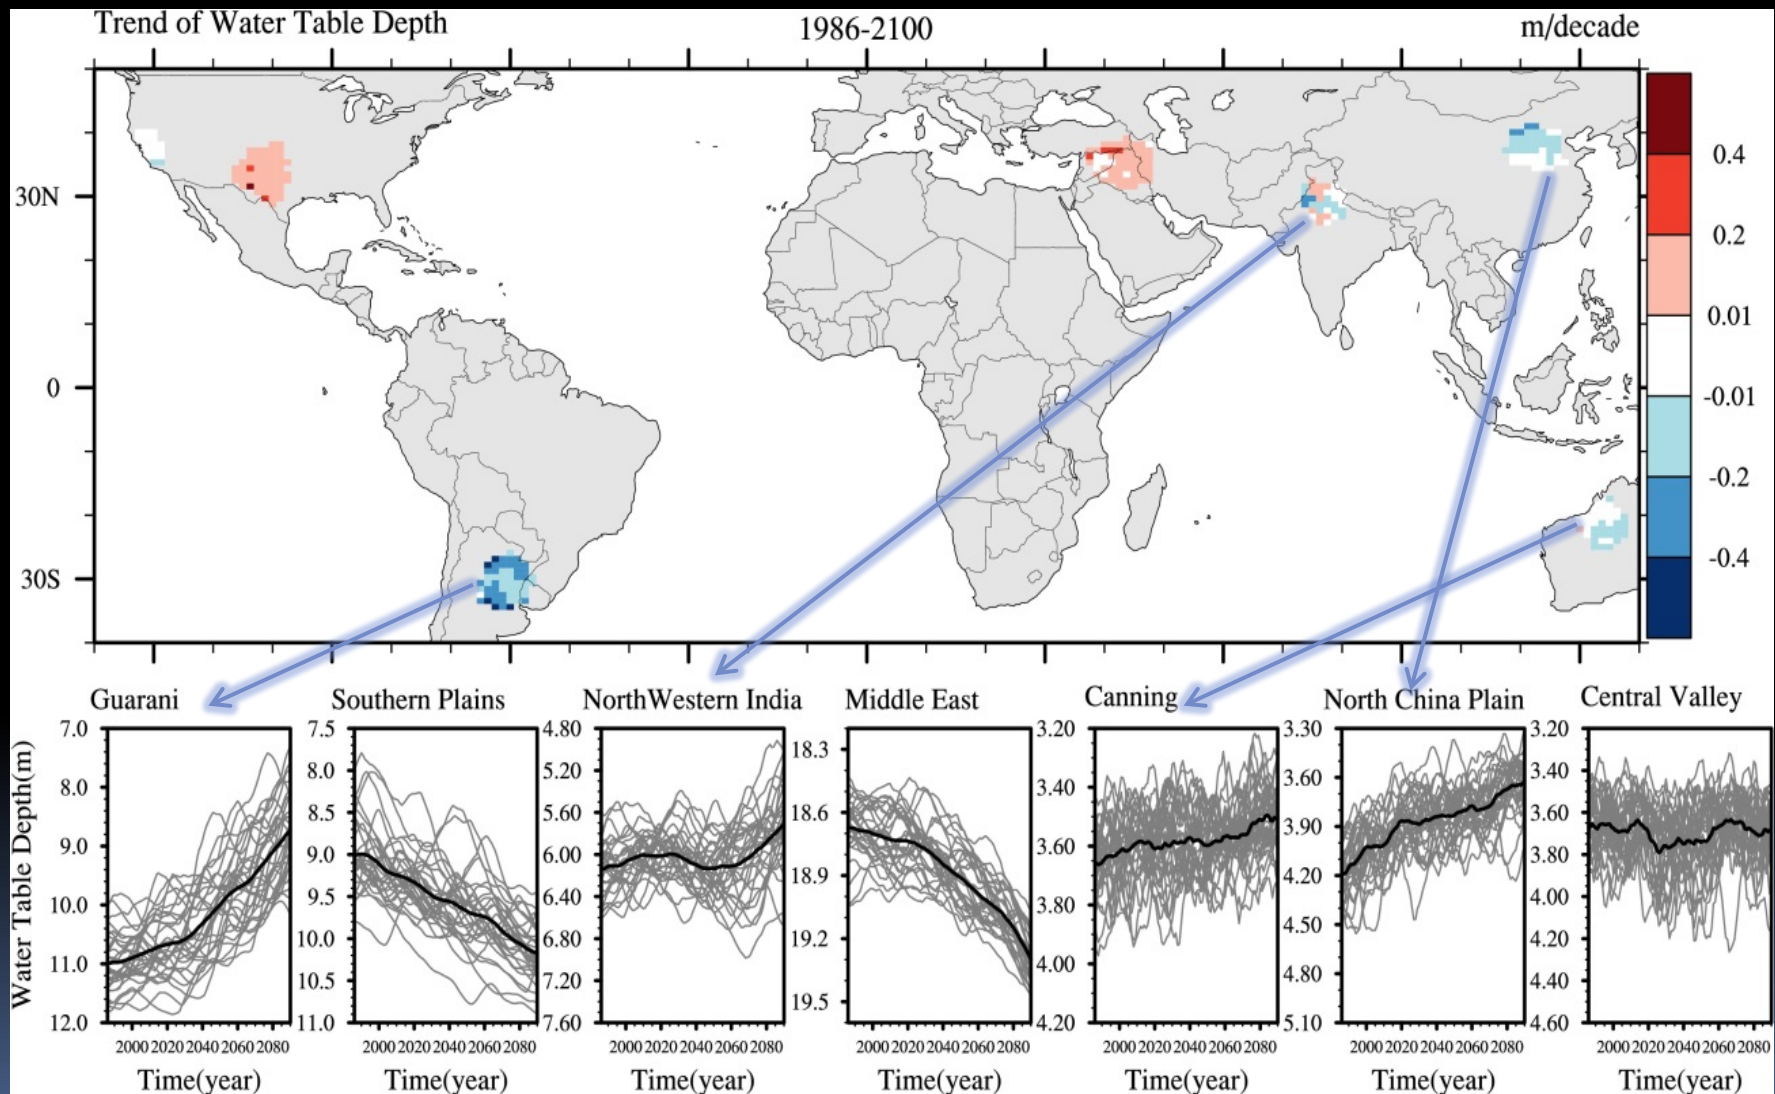 Trend of Water Table Depth 1986-2100 m/decade
30N
0
30S
0.4
0.2
0.01
-0.01
-0.2
-0.4
Guarani Southern Plains NorthWestern India Middle East Canning North China Plain Central Valley
Water Table Depth(m)
7.0
8.0
9.0
10.0
11.0
12.0
2000 2020 2040 2060 2080
Time(year)
7.5
8.0
8.5
9.0
9.5
10.0
10.5
11.0
2000 2020 2040 2060 2080
Time(year)
4.80
5.20
5.60
6.00
6.40
6.80
7.20
7.60
2000 2020 2040 2060 2080
Time(year)
18.3
18.6
18.9
19.2
19.5
2000 2020 2040 2060 2080
Time(year)
3.20
3.40
3.60
3.80
4.00
4.20
2000 2020 2040 2060 2080
Time(year)
3.30
3.60
3.90
4.20
4.50
4.80
5.10
2000 2020 2040 2060 2080
Time(year)
3.20
3.40
3.60
3.80
4.00
4.20
4.40
4.60
2000 2020 2040 2060 2080
Time(year)